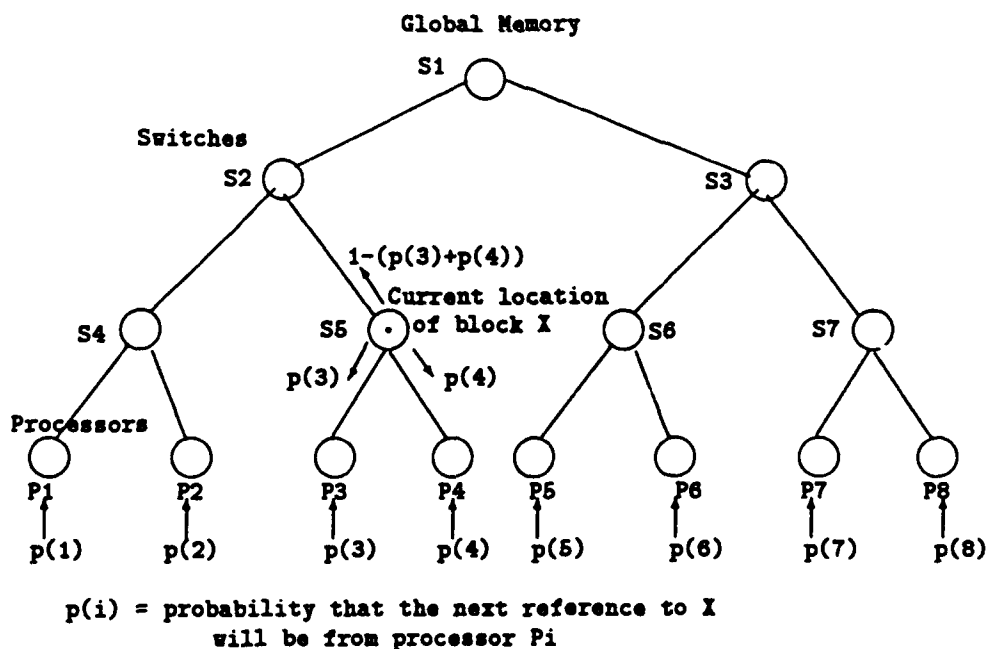 Global Memory
S1
Switches
S2
S3
1-(p(3)+p(4))
Current location
of block X
S4
S5
S6
S7
p(3)
p(4)
Processors
P1
P2
P3
P4
P5
P6
P7
P8
p(1)
p(2)
p(3)
p(4)
p(5)
p(6)
p(7)
p(8)
p(i) = probability that the next reference to X
will be from processor Pi